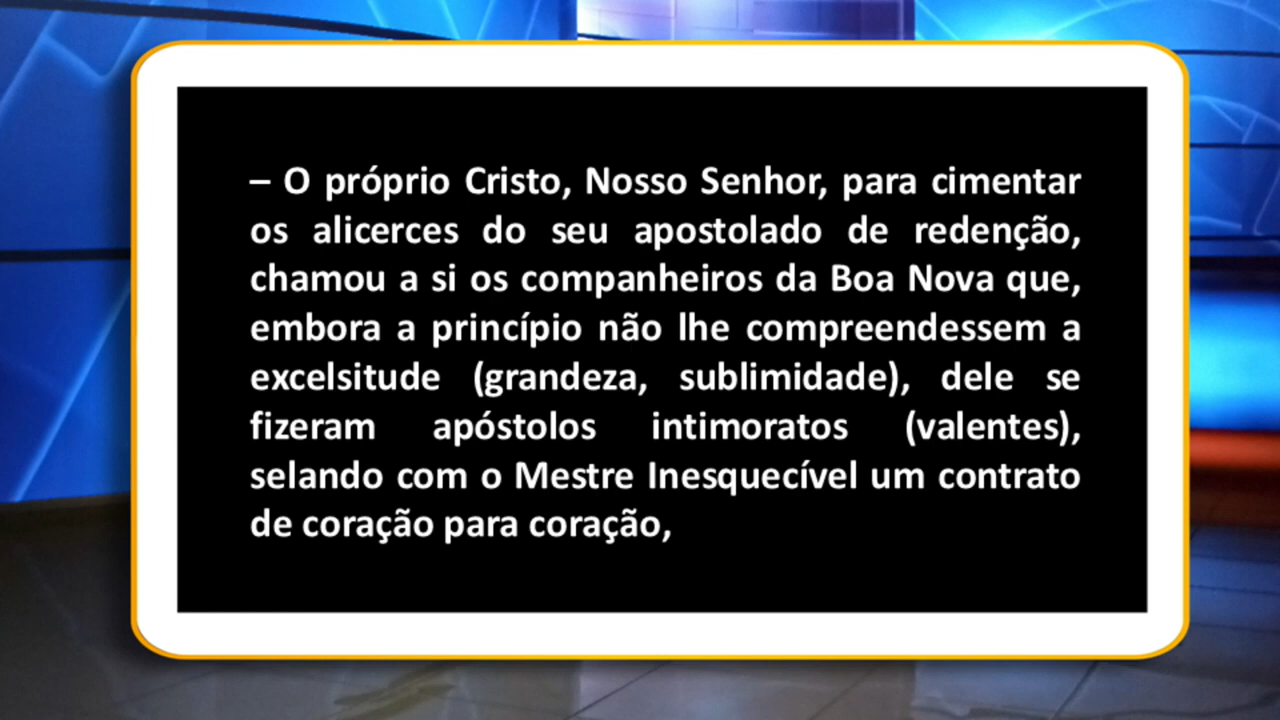 – O próprio Cristo, Nosso Senhor, para cimentar
os alicerces do seu apostolado de redenção,
chamou a si os companheiros da Boa Nova que,
embora a princípio não lhe compreendessem a
excelsitude (grandeza, sublimidade), dele se
fizeram apóstolos intimoratos (valentes),
selando com o Mestre Inesquecível um contrato
de coração para coração,